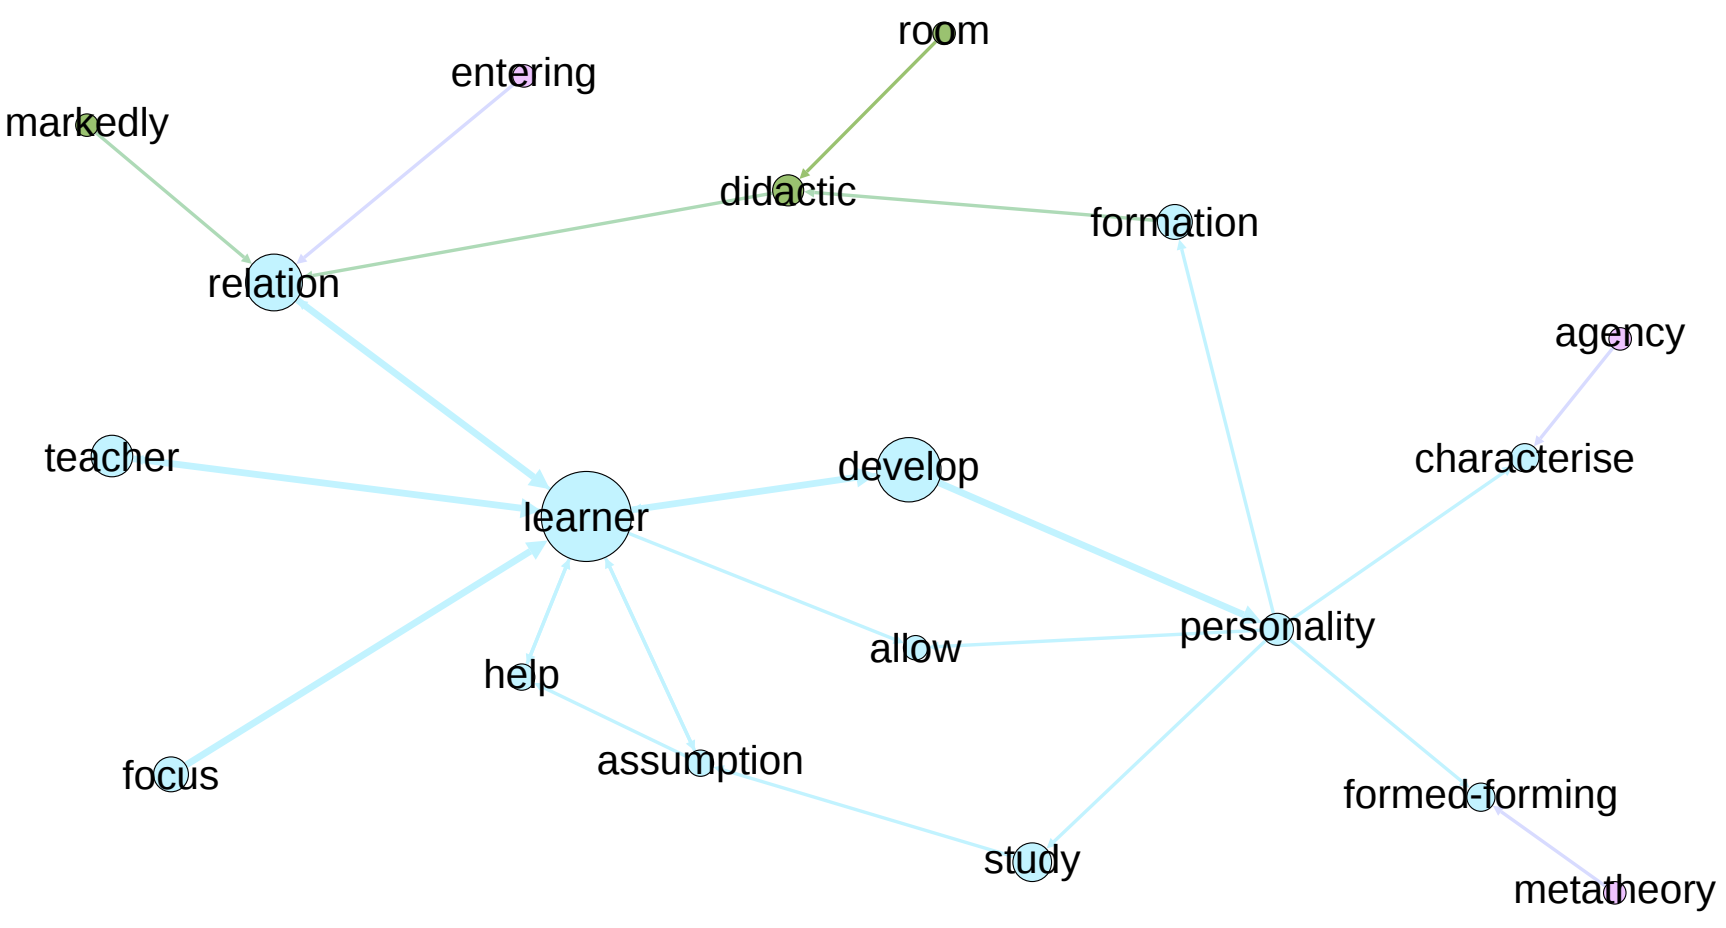 room
entering
markedly
didactic
formation
relation
agency
teacher
develop
characterise
learner
personality
allow
help
assumption
focus
formed-forming
study
metatheory